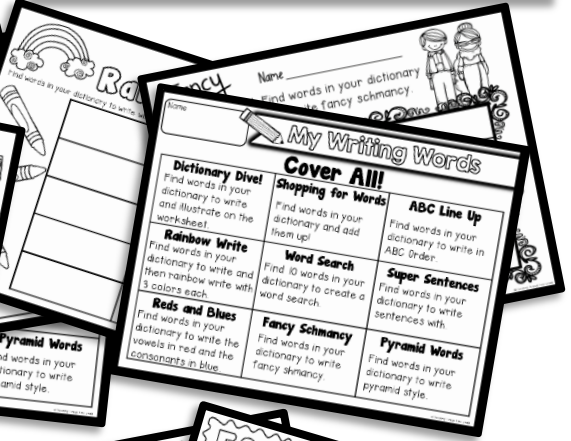 Find words in your dictionary to write
Name
Find words in your dictionary
fancy schmancy.
Name
My Writing Words
Cover All!
Dictionary Dive!
Find words in your
dictionary to write
and illustrate on the
worksheet.
Shopping for Words
Find words in your
dictionary and add
them up!
ABC Line Up
Find words in your
dictionary to write in
ABC Order.
Rainbow Write
Find words in your
dictionary to write and
then rainbow write with
3 colors each.
Word Search
Find 10 words in your
dictionary to create a
word search.
Super Sentences
Find words in your
dictionary to write
sentences with.
Reds and Blues
Find words in your
dictionary to write the
vowels in red and the
consonants in blue.
Fancy Schmancy
Find words in your
dictionary to write
fancy shmancy.
Pyramid Words
Find words in your
dictionary to write
pyramid style.
Pyramid Words
words in your
to write
style.